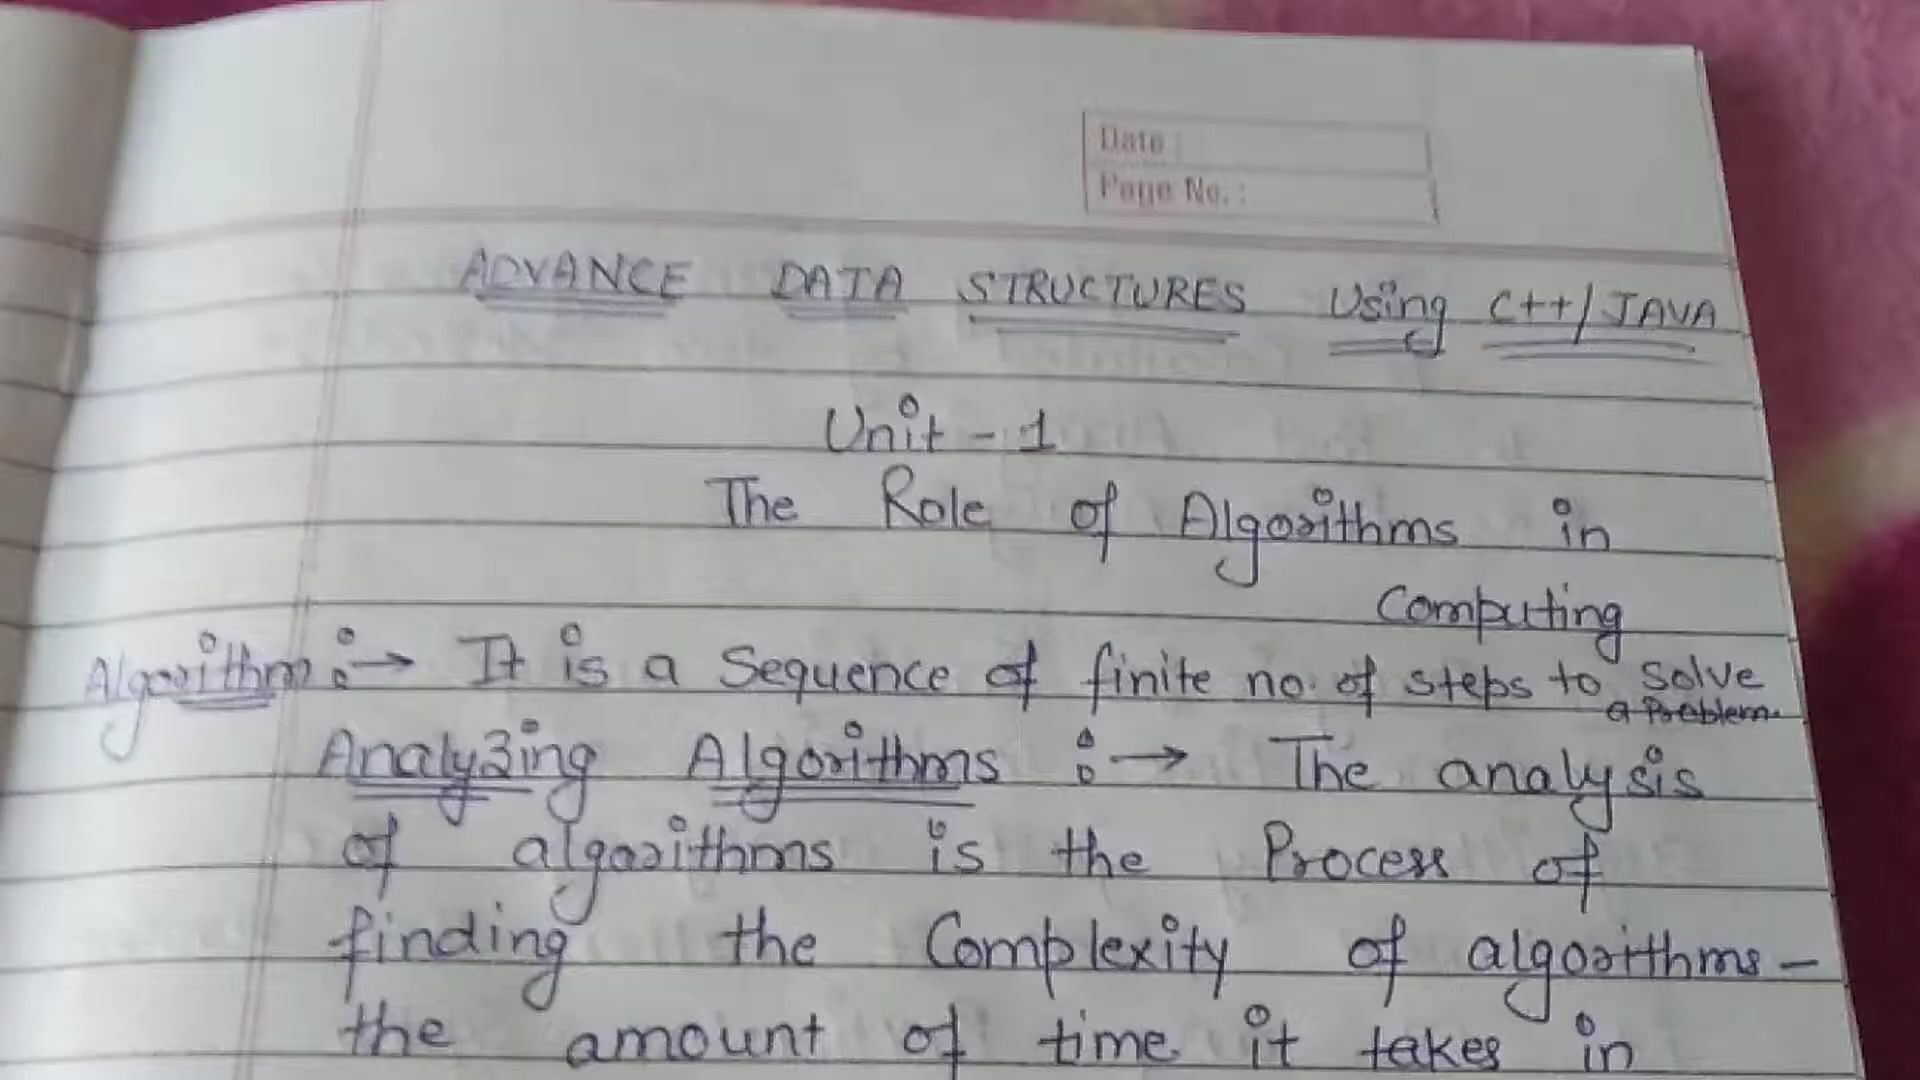 Date :
Page No. :
ADVANCE DATA STRUCTURES Using C++/JAVA
Unit - 1
The Role of Algorithms in
Computing
Algorithm :→ It is a Sequence of finite no. of steps to solve
a Problem.
Analyzing Algorithms :→ The analysis
of algorithms is the Process of
finding the Complexity of algorithms -
the amount of time it takes in